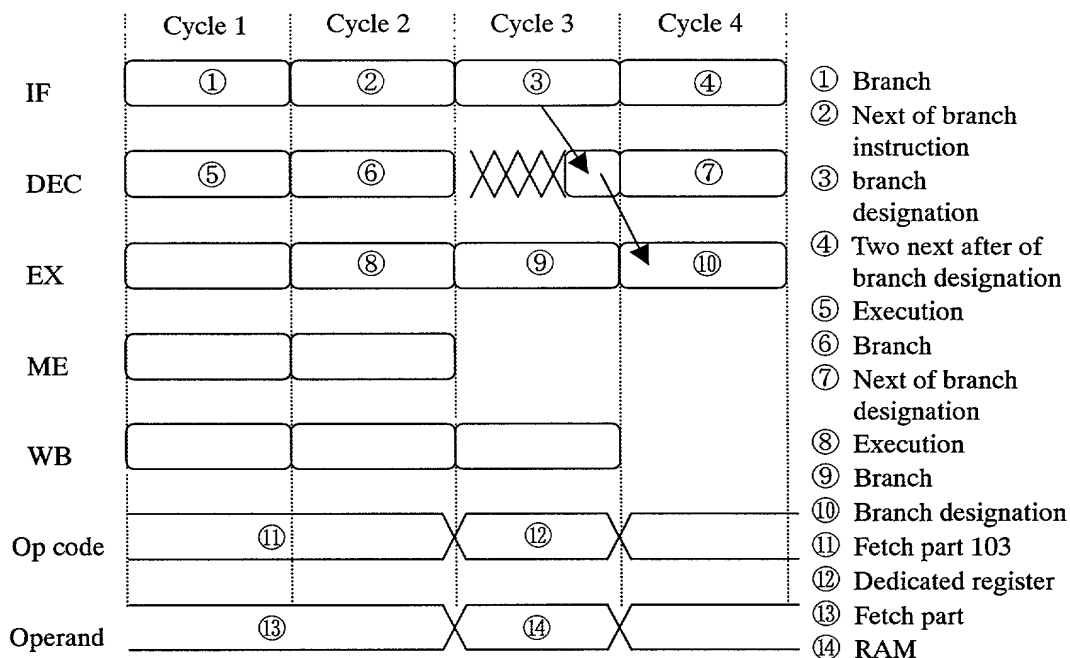 Cycle 1 Cycle 2 Cycle 3 Cycle 4
IF ① ② ③ ④
DEC ⑤ ⑥ ⑦
EX ⑧ ⑨ ⑩
ME
WB
Op code ⑪ ⑫
Operand ⑬ ⑭
① Branch
② Next of branch
instruction
③ branch
designation
④ Two next after of
branch designation
⑤ Execution
⑥ Branch
⑦ Next of branch
designation
⑧ Execution
⑨ Branch
⑩ Branch designation
⑪ Fetch part 103
⑫ Dedicated register
⑬ Fetch part
⑭ RAM